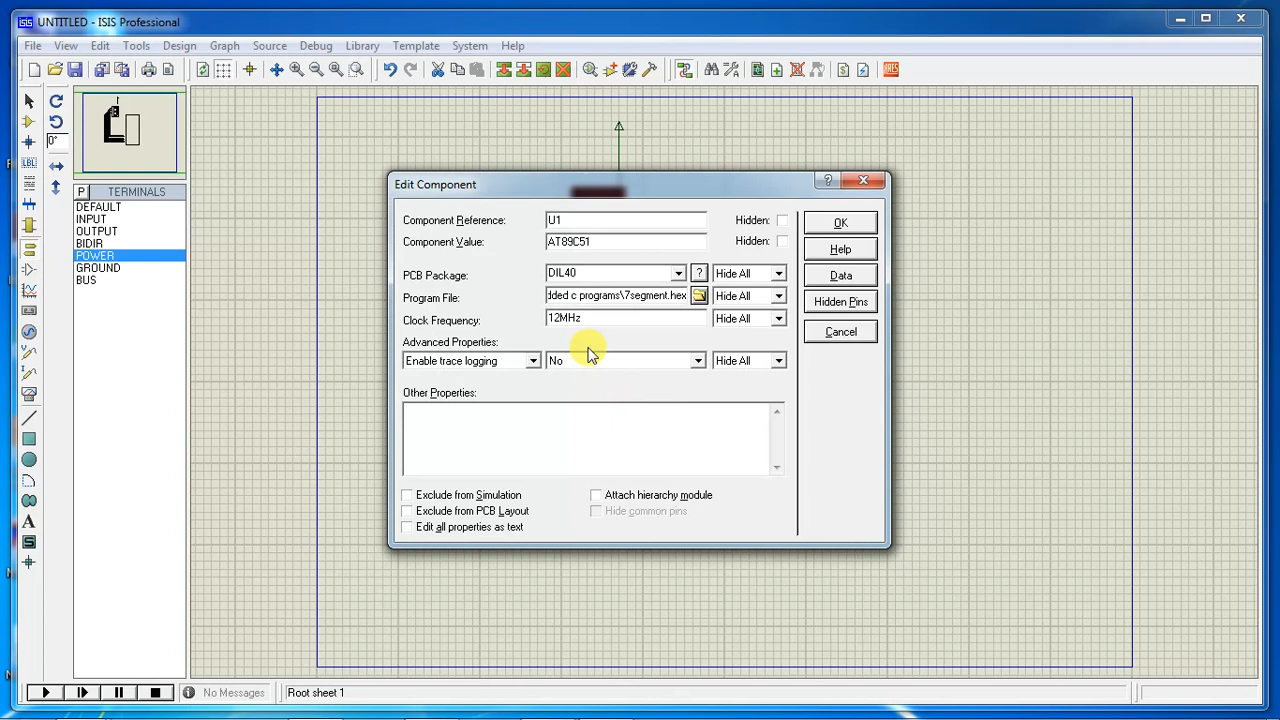 UNTITLED - ISIS Professional
File View Edit Tools Design Graph Source Debug Library Template System Help
0°
P TERMINALS
DEFAULT
INPUT
OUTPUT
BIDIR
POWER
GROUND
BUS
LBL
A
S
ARES
Edit Component
Component Reference: U1 Hidden: OK
Component Value: AT89C51 Hidden: Help
PCB Package: DIL40 ? Hide All Data
Program File: dded c programs\7segment.hex Hide All Hidden Pins
Clock Frequency: 12MHz Hide All Cancel
Advanced Properties:
Enable trace logging No Hide All
Other Properties:
Exclude from Simulation Attach hierarchy module
Exclude from PCB Layout Hide common pins
Edit all properties as text
No Messages Root sheet 1